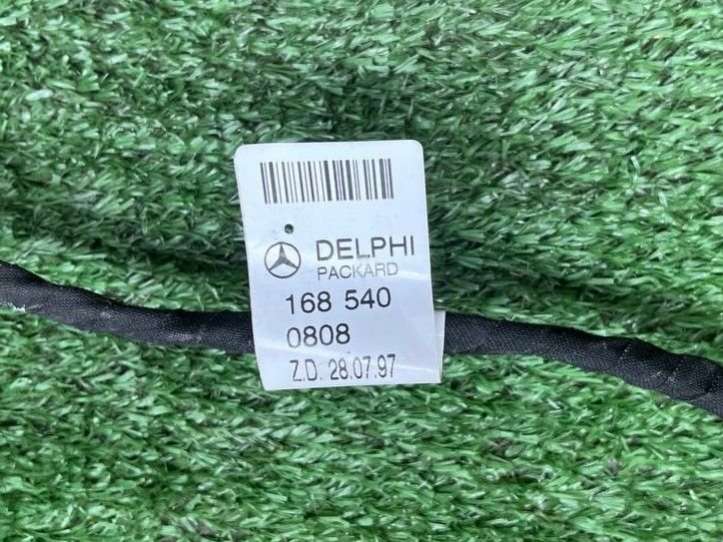 DELPHI
PACKARD
168 540
0808
Z.D. 28.07.97